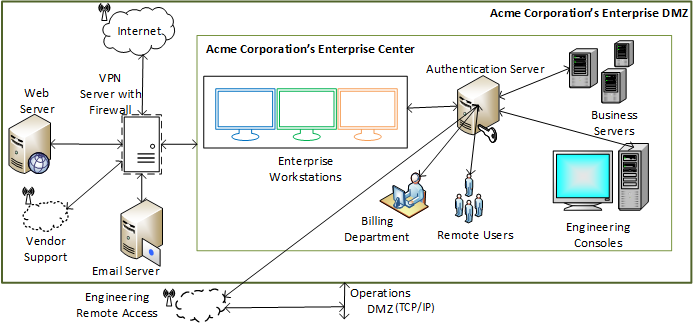 Acme Corporation's Enterprise DMZ
Internet
Acme Corporation's Enterprise Center
Web
Server
VPN
Server with
Firewall
Authentication Server
Business
Servers
Enterprise
Workstations
Vendor
Support
Email Server
Billing
Department
Remote Users
Engineering
Consoles
Engineering
Remote Access
Operations
DMZ (TCP/IP)